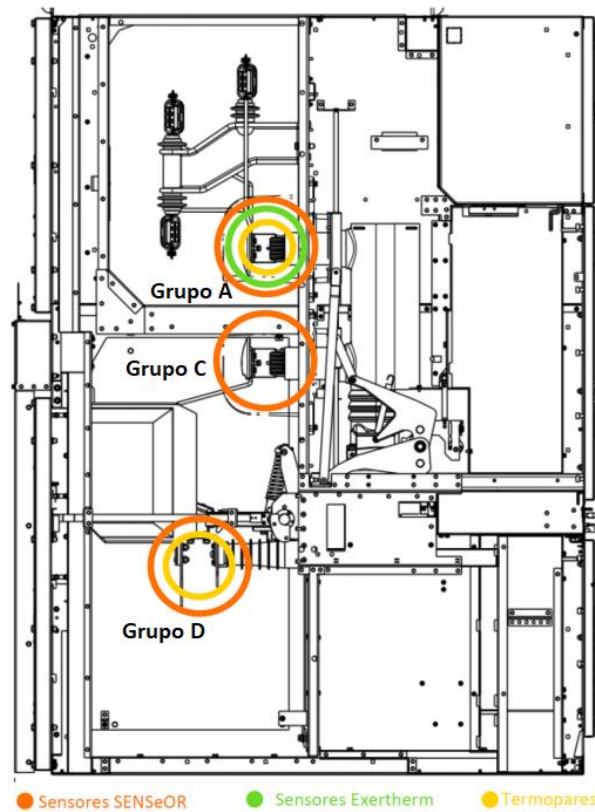 Grupo A
Grupo C
Grupo D
Sensores SENSeOR
Sensores Exertherm
Termopares